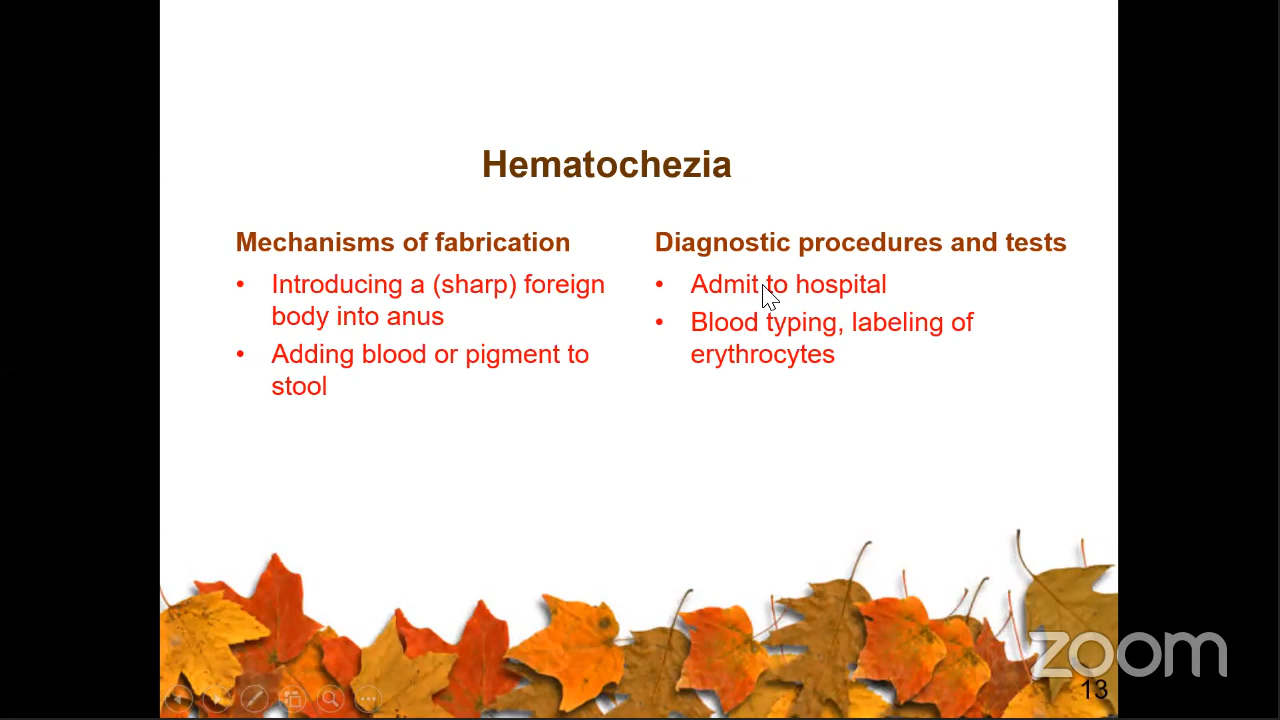 Hematochezia
Mechanisms of fabrication
• Introducing a (sharp) foreign
body into anus
• Adding blood or pigment to
stool
Diagnostic procedures and tests
• Admit to hospital
• Blood typing, labeling of
erythrocytes
zoom
13